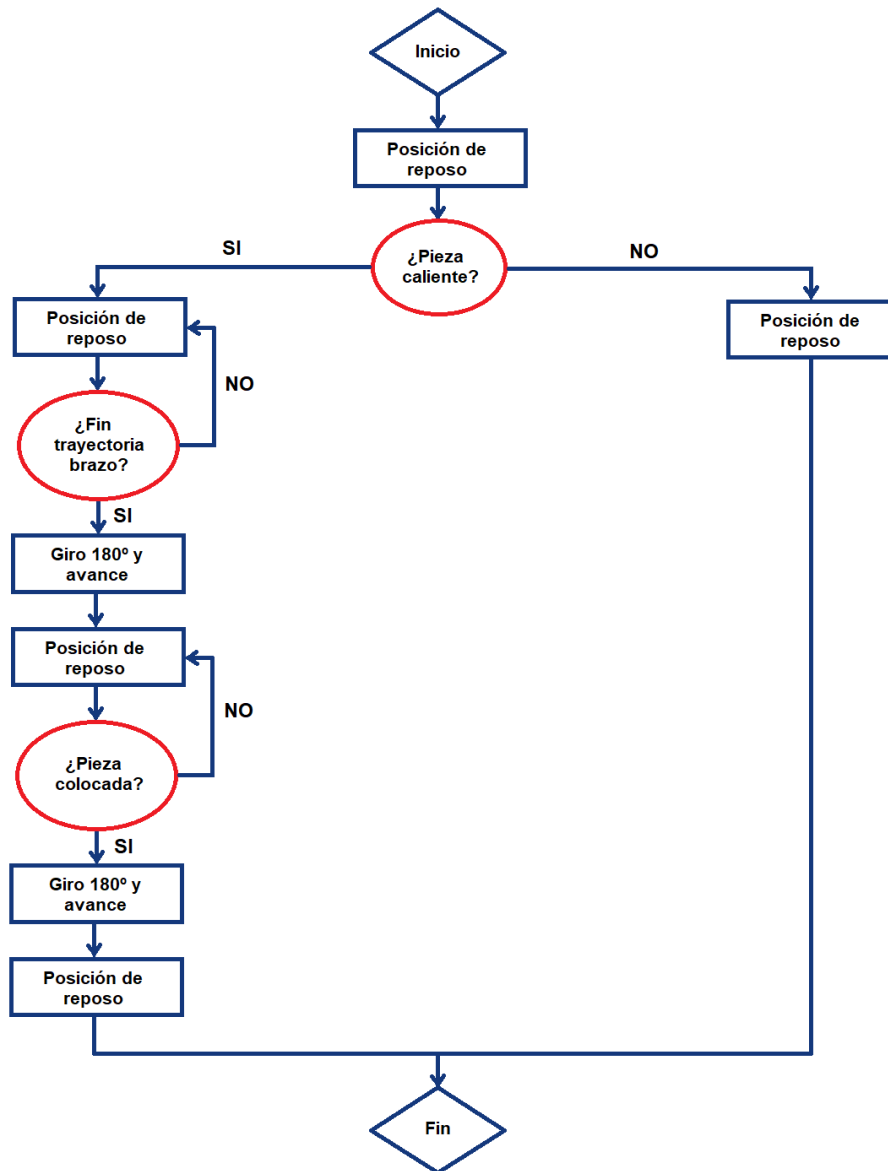 Inicio
Posición de
reposo
¿Pieza
caliente?
SI
NO
Posición de
reposo
Posición de
reposo
NO
¿Fin
trayectoria
brazo?
SI
Giro 180º y
avance
Posición de
reposo
NO
¿Pieza
colocada?
SI
Giro 180º y
avance
Posición de
reposo
Fin